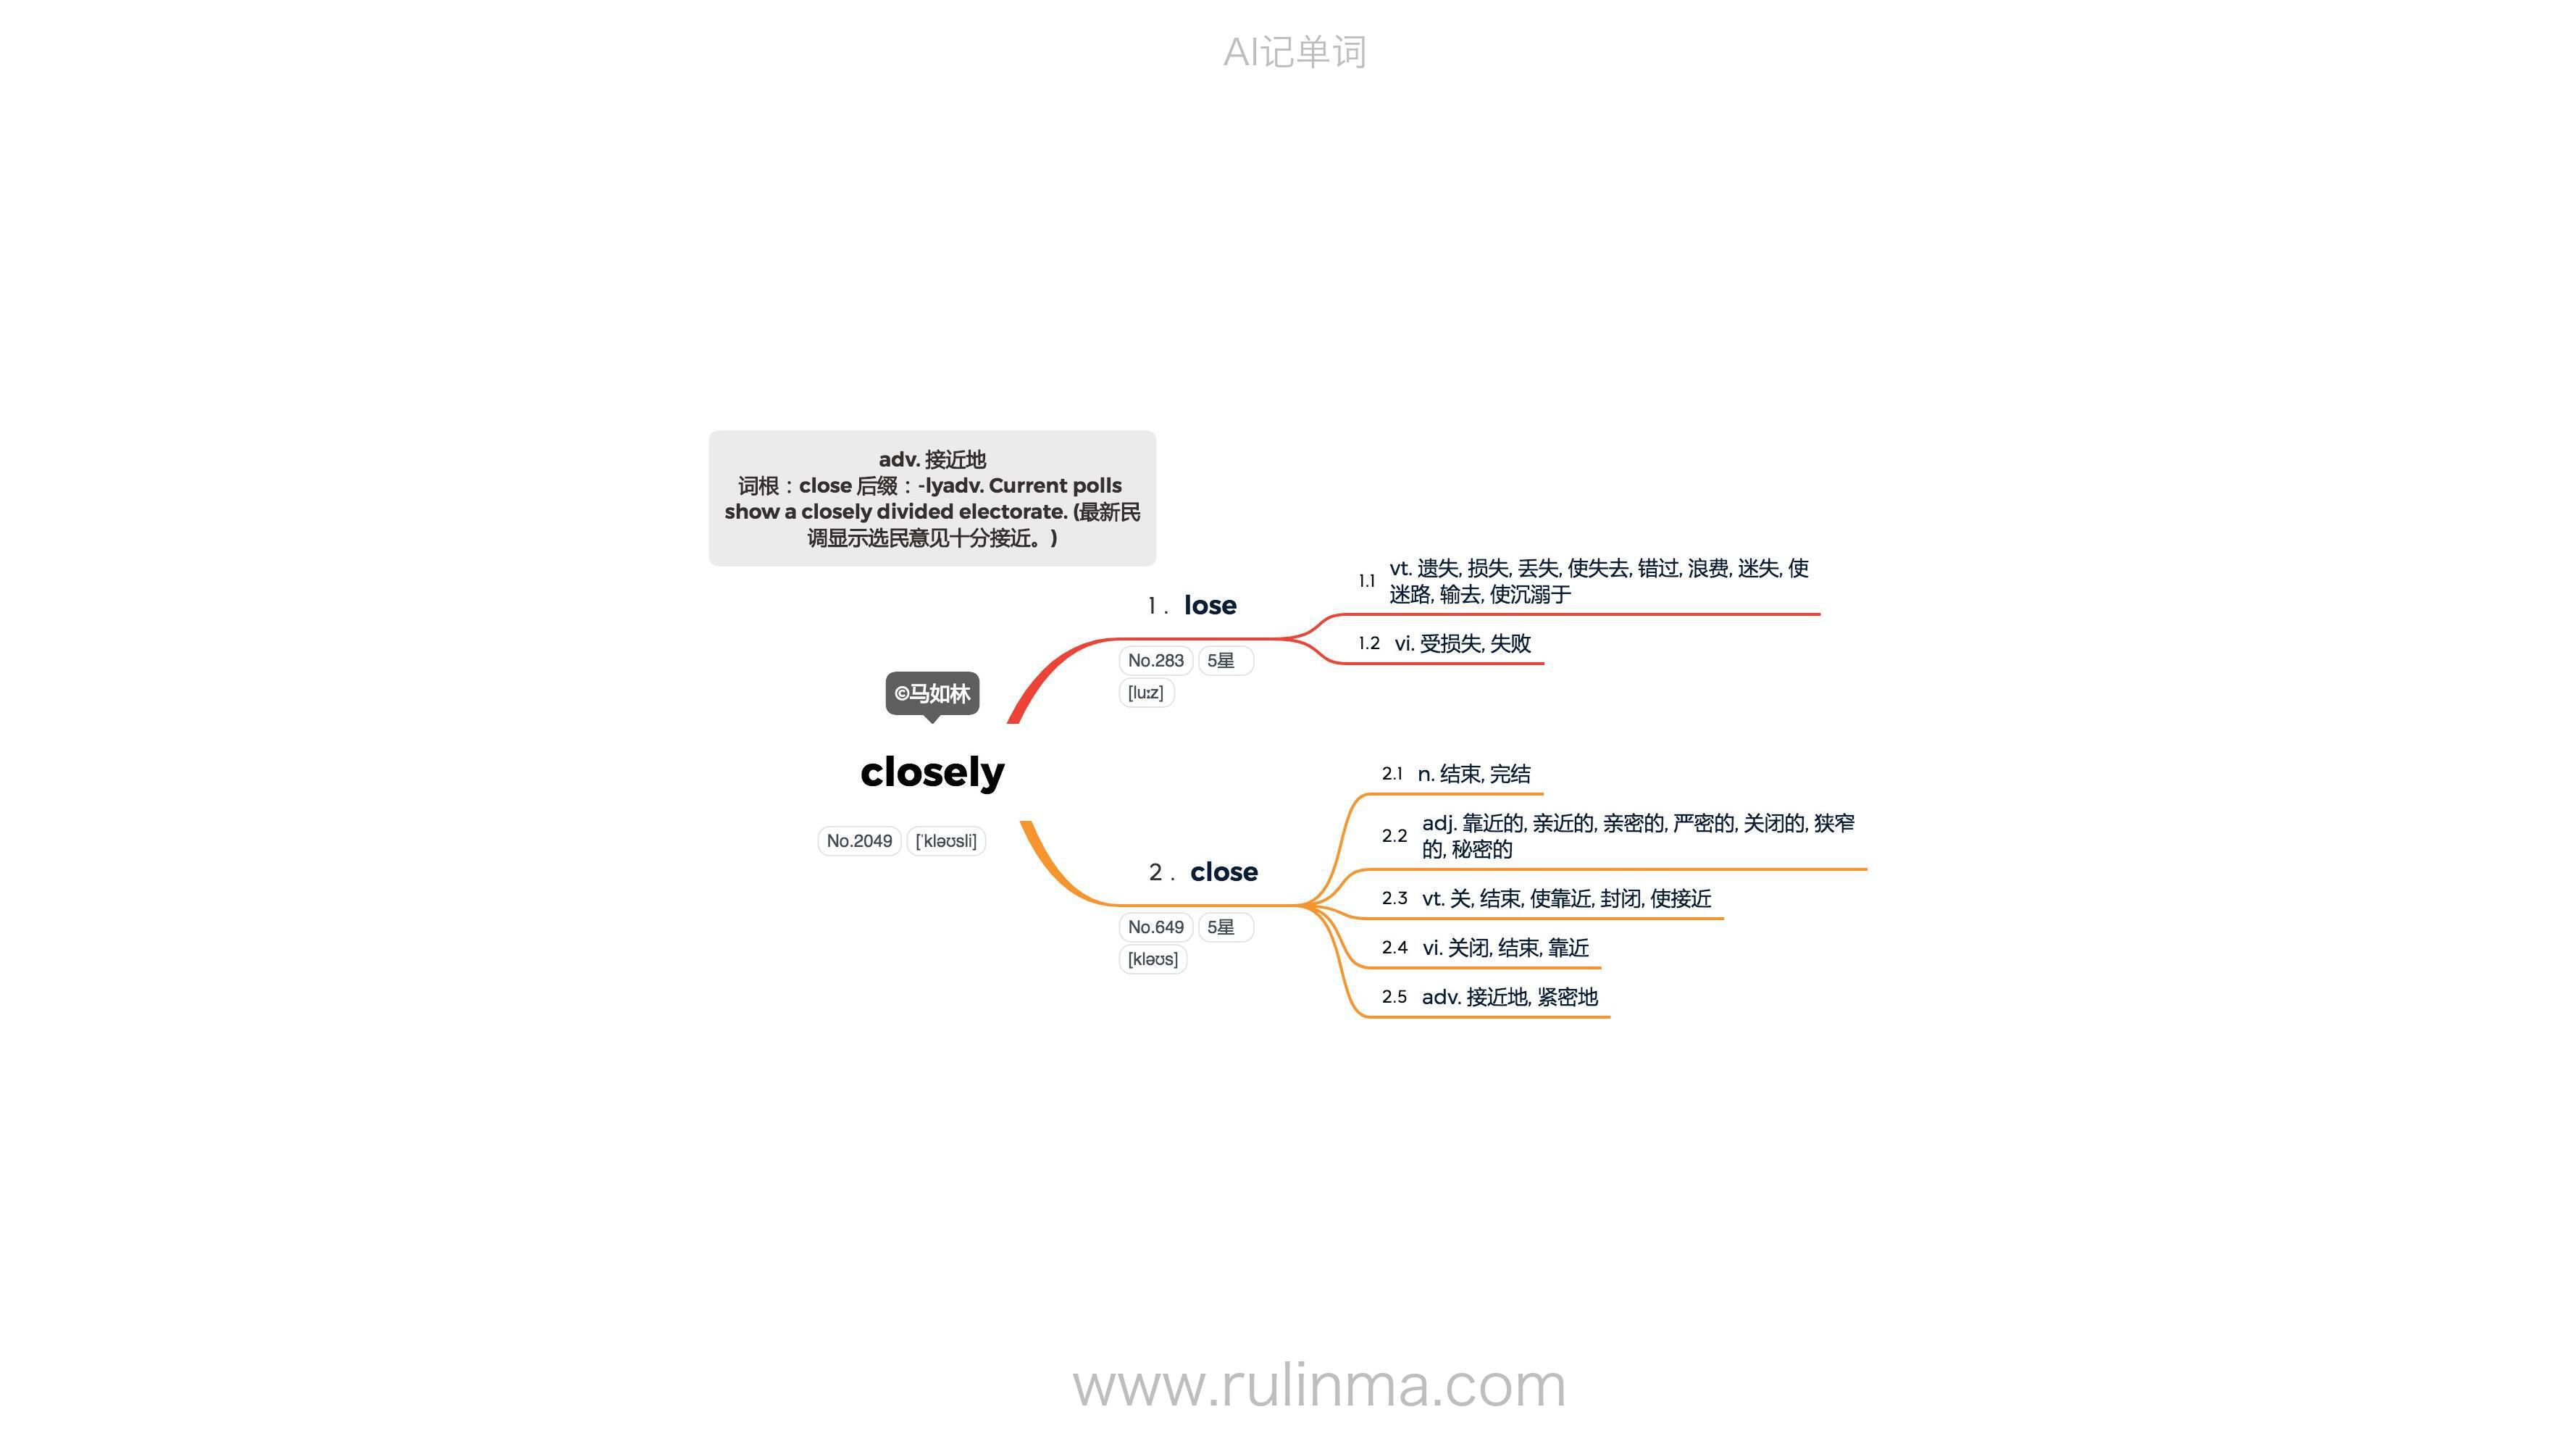 AI记单词
adv. 接近地
词根：close 后缀：-lyadv. Current polls
show a closely divided electorate. (最新民
调显示选民意见十分接近。)
©马如林
closely
No.2049 [ˈkləʊsli]
1. lose
No.283 5星
[luːz]
1.1 vt. 遗失, 损失, 丢失, 使失去, 错过, 浪费, 迷失, 使
迷路, 输去, 使沉溺于
1.2 vi. 受损失, 失败
2. close
No.649 5星
[kləʊs]
2.1 n. 结束, 完结
2.2 adj. 靠近的, 亲近的, 亲密的, 严密的, 关闭的, 狭窄
的, 秘密的
2.3 vt. 关, 结束, 使靠近, 封闭, 使接近
2.4 vi. 关闭, 结束, 靠近
2.5 adv. 接近地, 紧密地
www.rulinma.com